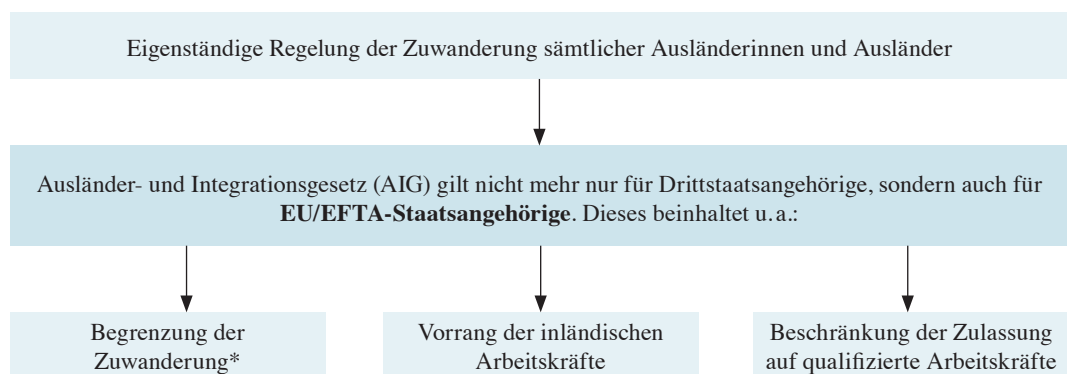 Eigenständige Regelung der Zuwanderung sämtlicher Ausländerinnen und Ausländer
Ausländer- und Integrationsgesetz (AIG) gilt nicht mehr nur für Drittstaatsangehörige, sondern auch für
EU/EFTA-Staatsangehörige. Dieses beinhaltet u. a.:
Begrenzung der
Zuwanderung*
Vorrang der inländischen
Arbeitskräfte
Beschränkung der Zulassung
auf qualifizierte Arbeitskräfte